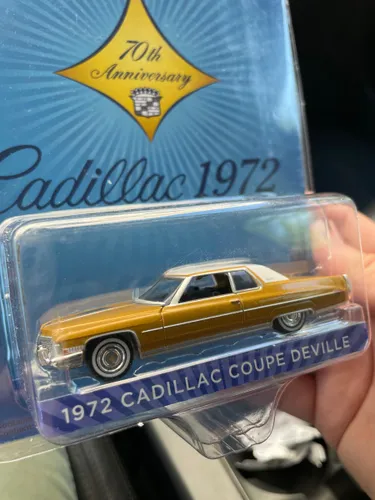 70th
Anniversary
Cadillac 1972
1972 CADILLAC COUPE DEVILLE